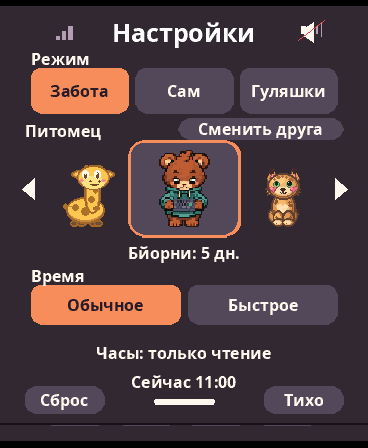 Настройки
Режим
Забота
Сам
Гуляшки
Питомец
Сменить друга
Бйорни: 5 дн.
Время
Обычное
Быстрое
Часы: только чтение
Сейчас 11:00
Сброс
Тихо